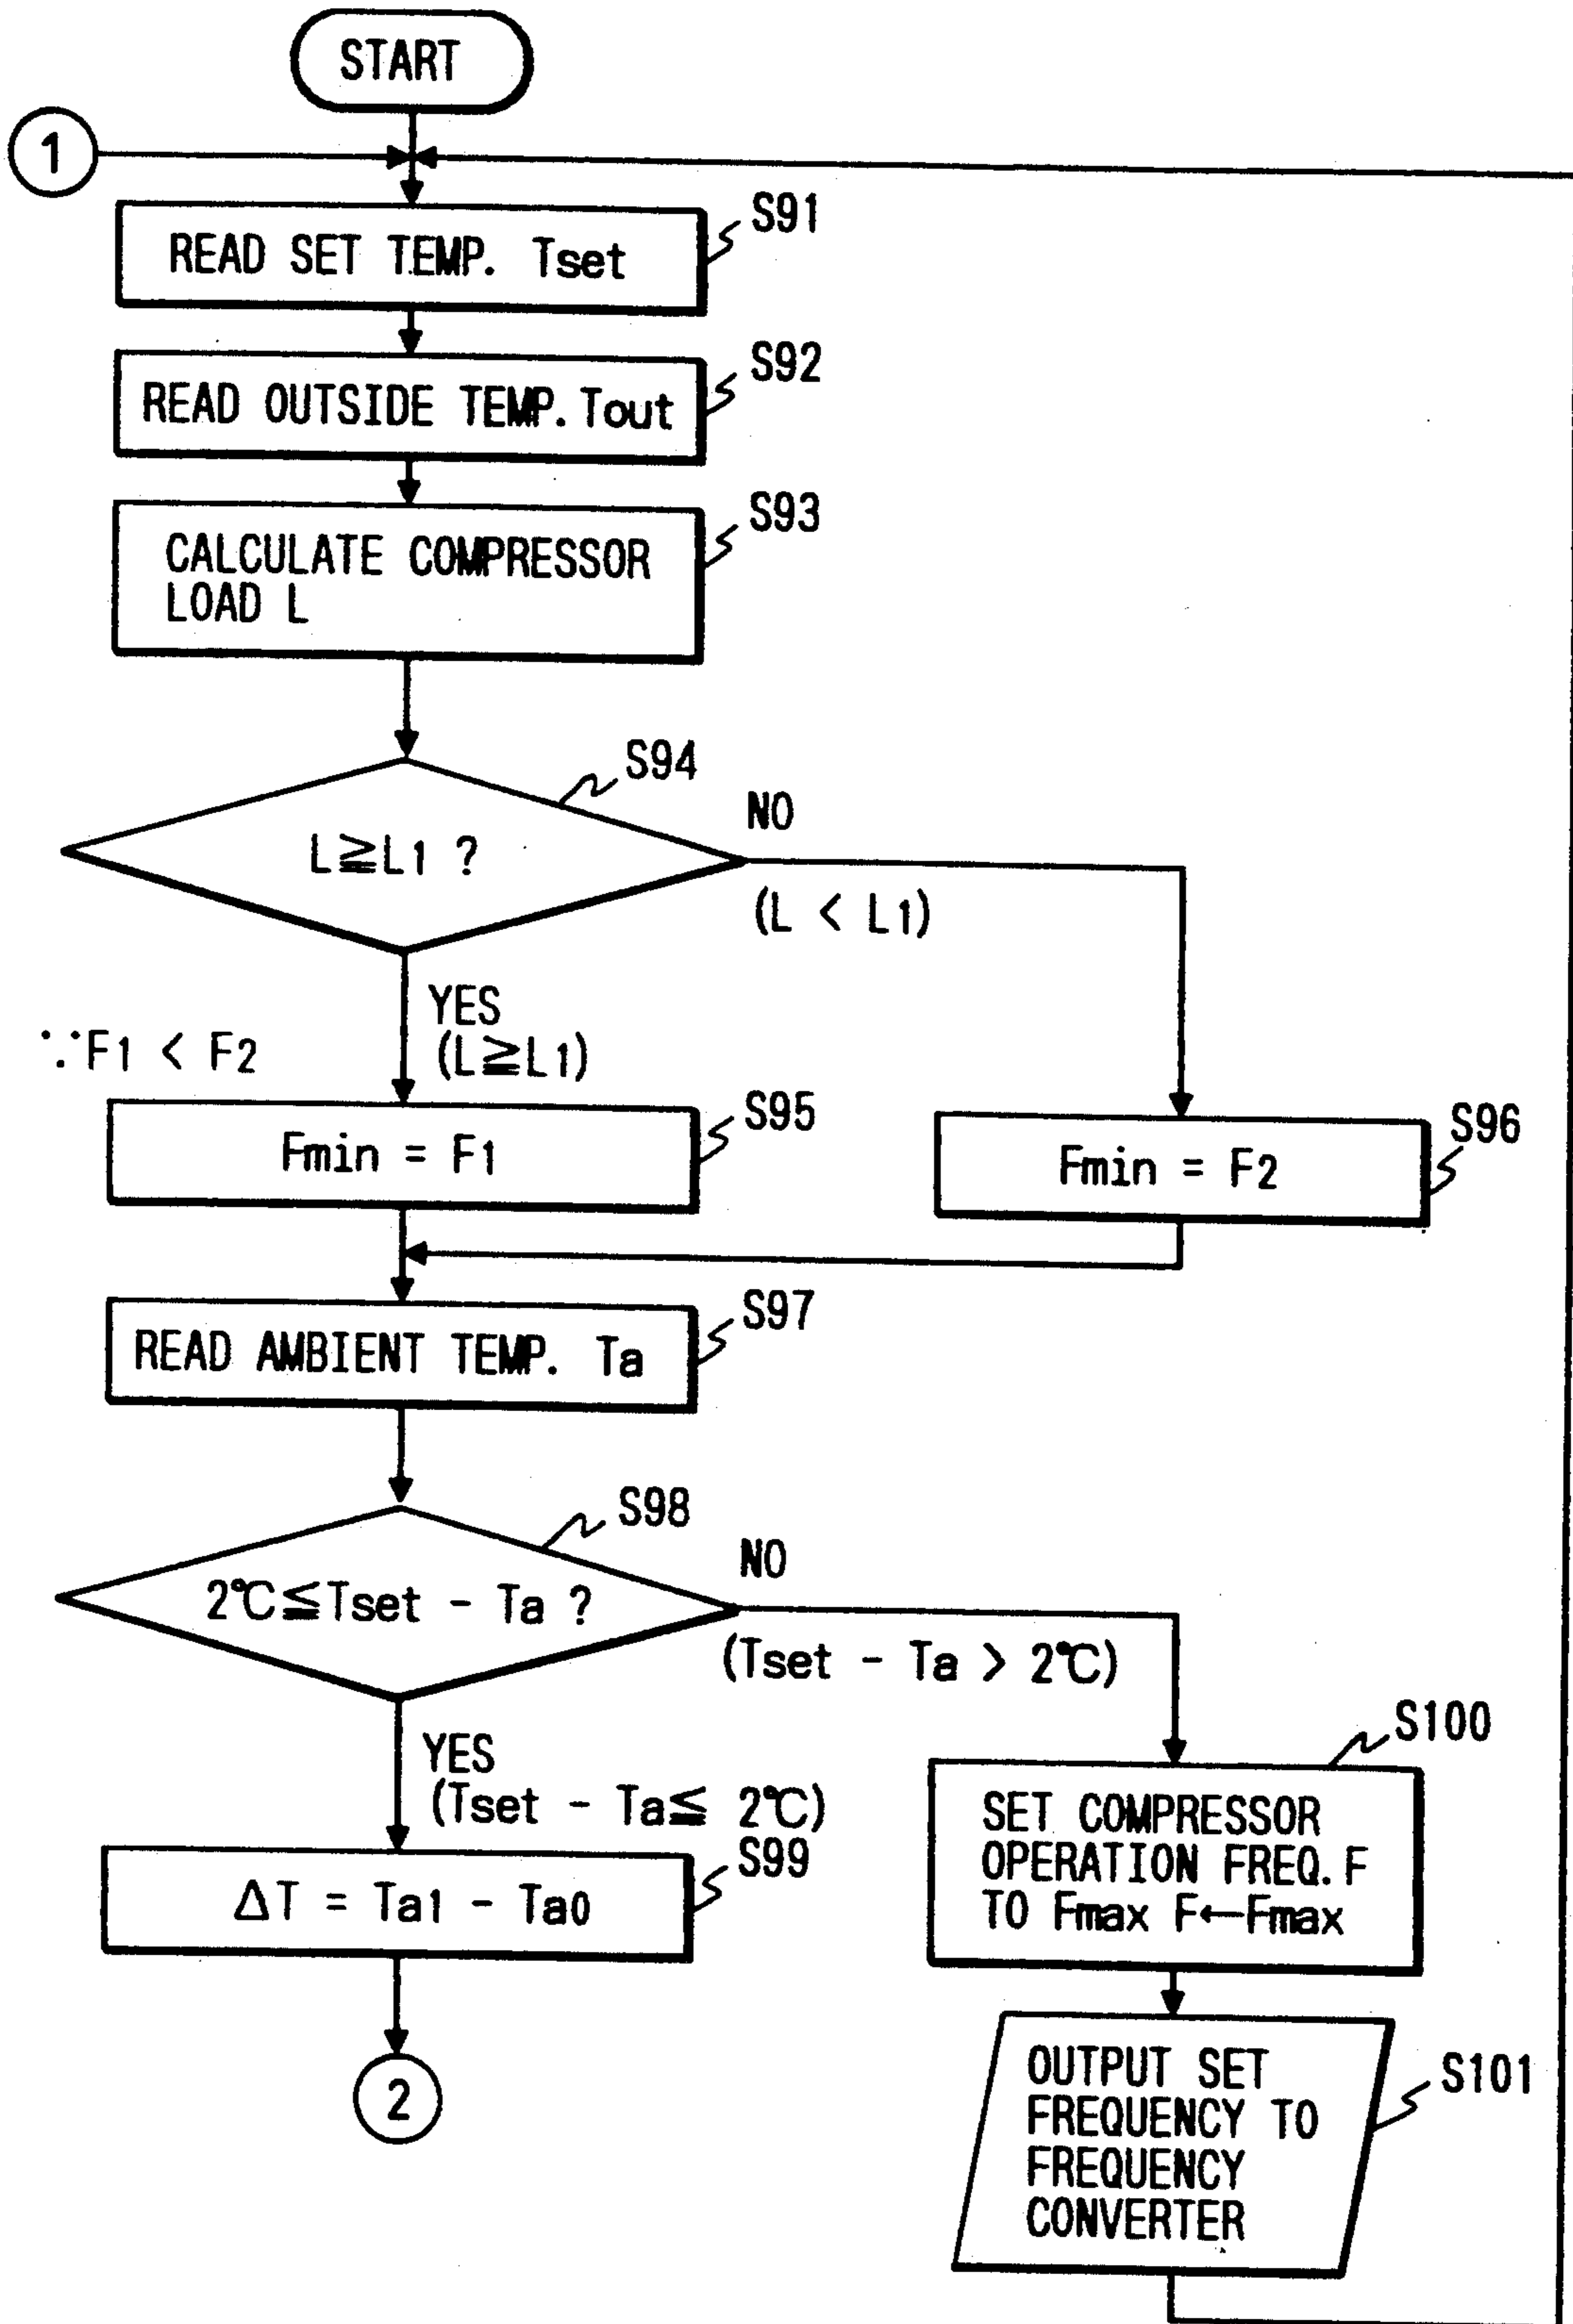 START
1
READ SET TEMP. Tset
S91
READ OUTSIDE TEMP. Tout
S92
CALCULATE COMPRESSOR
LOAD L
S93
S94
L≧L1 ?
NO
(L < L1)
YES
(L≧L1)
∵F1 < F2
Fmin = F1
S95
Fmin = F2
S96
READ AMBIENT TEMP. Ta
S97
S98
2℃≦Tset - Ta ?
NO
(Tset - Ta > 2℃)
YES
(Tset - Ta≦ 2℃)
ΔT = Ta1 - Ta0
S99
2
S100
SET COMPRESSOR
OPERATION FREQ. F
TO Fmax F←Fmax
OUTPUT SET
FREQUENCY TO
FREQUENCY
CONVERTER
S101